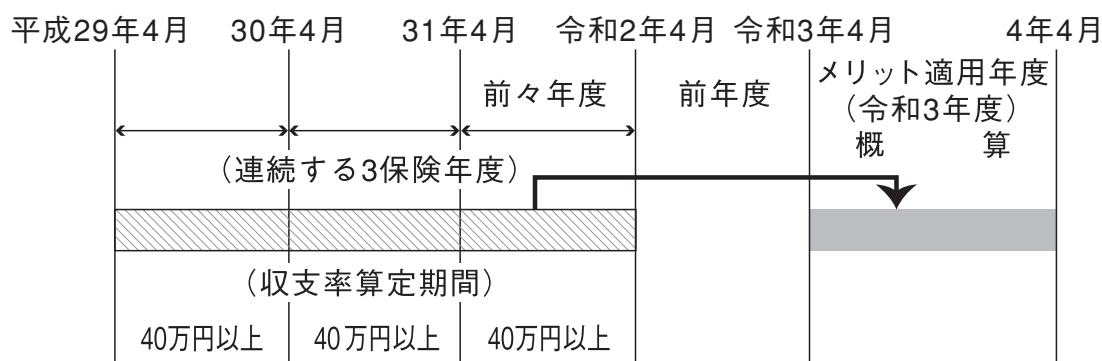 平成29年4月 30年4月 31年4月 令和2年4月 令和3年4月 4年4月
前々年度 前年度 メリット適用年度
(令和3年度)
概 算
(連続する3保険年度)
(収支率算定期間)
40万円以上 40万円以上 40万円以上